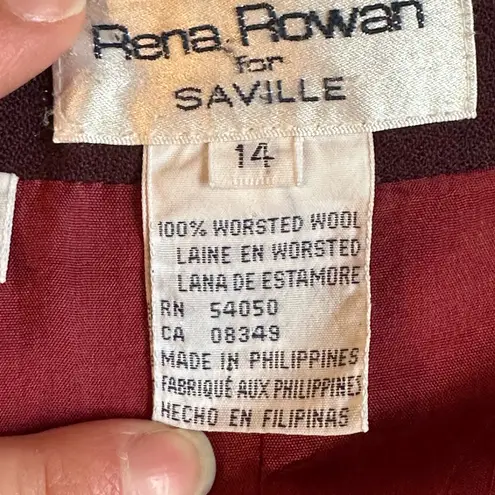 Rena Rowan
for
SAVILLE
14
100% WORSTED WOOL
LAINE EN WORSTED
LANA DE ESTAMORE
RN 54050
CA 08349
MADE IN PHILIPPINES
FABRIQUÉ AUX PHILIPPINES
HECHO EN FILIPINAS